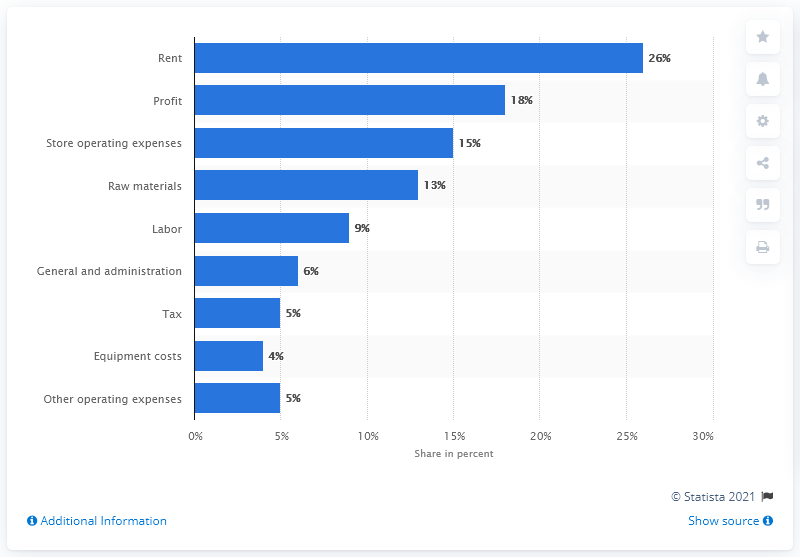 Rent 26%
Profit 18%
Store operating expenses 15%
Raw materials 13%
Labor 9%
General and administration 6%
Tax 5%
Equipment costs 4%
Other operating expenses 5%
0% 5% 10% 15% 20% 25% 30%
Share in percent
© Statista 2021
Additional Information Show source